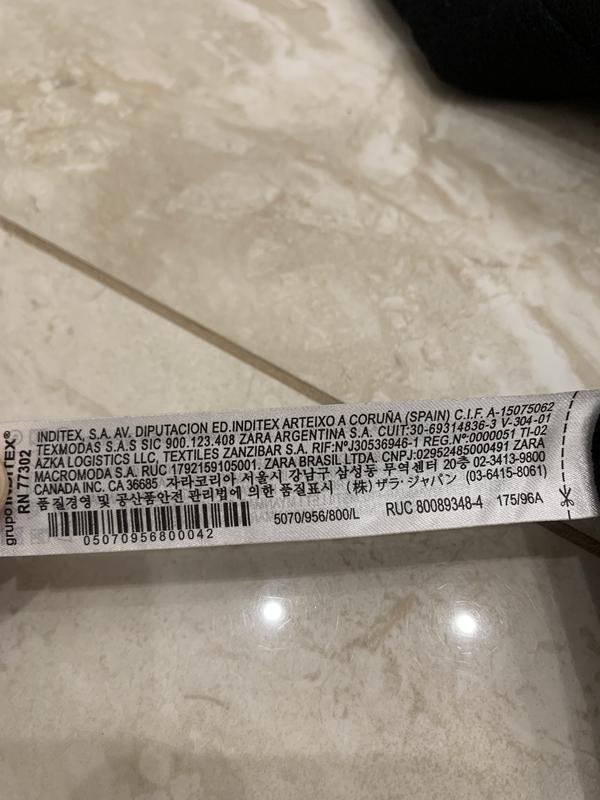 grupo INDITEX®
RN 77302
INDITEX, S.A. AV. DIPUTACION ED.INDITEX ARTEIXO A CORUÑA (SPAIN) C.I.F. A-15075062
TEXMODAS S.A.S SIC 900.123.408 ZARA ARGENTINA S.A. CUIT:30-69314836-3 V-304-01
AZKA LOGISTICS LLC, TEXTILES ZANZIBAR S.A. RIF:NºJ30536946-1 REG.Nº:0000051 TI-02
MACROMODA S.A. RUC 1792159105001. ZARA BRASIL LTDA. CNPJ:02952485000491 ZARA
CANADA INC. CA 36685 자라코리아 서울시 강남구 삼성동 무역센터 20층 02-3413-9800
품질경영 및 공산품안전 관리법에 의한 품질표시 (株) ザラ・ジャパン (03-6415-8061)
05070956800042
5070/956/800/L RUC 80089348-4 175/96A